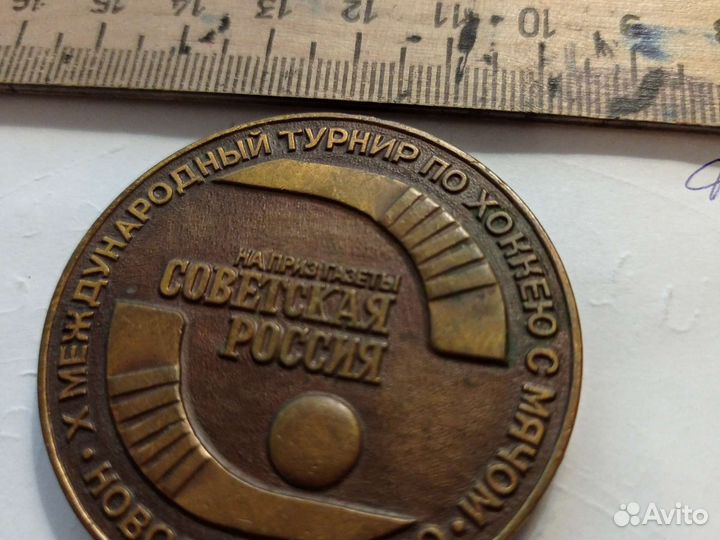 16 15 14 13 12 11 10 9
Х МЕЖДУНАРОДНЫЙ ТУРНИР ПО ХОККЕЮ С МЯЧОМ
НА ПРИЗ ГАЗЕТЫ
СОВЕТСКАЯ
РОССИЯ
Avito